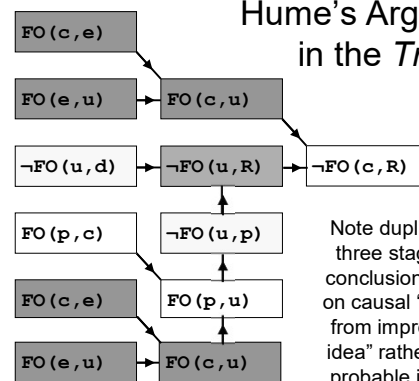 Hume's Arg
in the Tr
FO(c,e)
FO(e,u)
FO(c,u)
¬FO(u,d)
¬FO(u,R)
¬FO(c,R)
FO(p,c)
¬FO(u,p)
FO(c,e)
FO(p,u)
FO(e,u)
FO(c,u)
Note dupl
three stag
conclusion
on causal "
from impre
idea" rathe
probable i